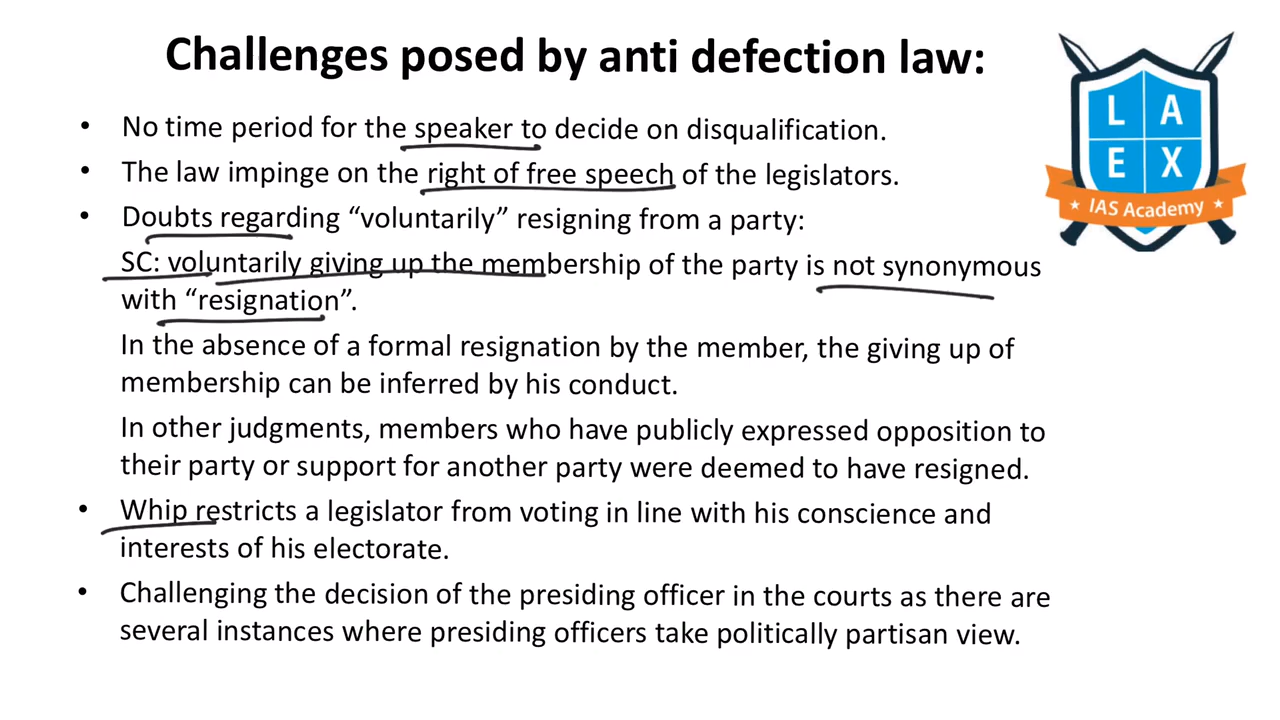 Challenges posed by anti defection law:
• No time period for the speaker to decide on disqualification.
• The law impinge on the right of free speech of the legislators.
• Doubts regarding “voluntarily” resigning from a party:
SC: voluntarily giving up the membership of the party is not synonymous
with “resignation”.
In the absence of a formal resignation by the member, the giving up of
membership can be inferred by his conduct.
In other judgments, members who have publicly expressed opposition to
their party or support for another party were deemed to have resigned.
• Whip restricts a legislator from voting in line with his conscience and
interests of his electorate.
• Challenging the decision of the presiding officer in the courts as there are
several instances where presiding officers take politically partisan view.
L A
E X
IAS Academy